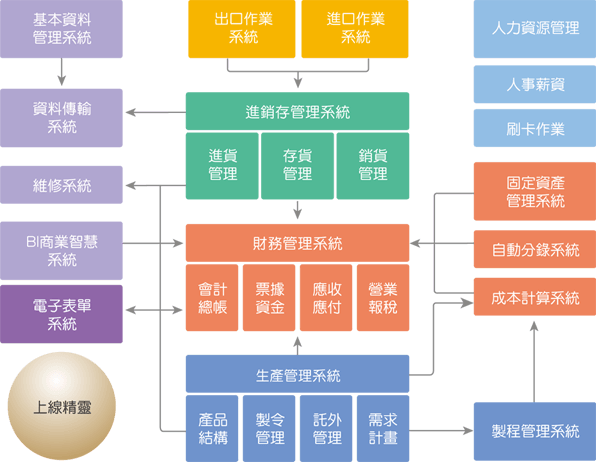 基本資料
管理系統
出口作業
系統
進口作業
系統
人力資源管理
人事薪資
刷卡作業
資料傳輸
系統
進銷存管理系統
進貨
管理
存貨
管理
銷貨
管理
維修系統
固定資產
管理系統
BI商業智慧
系統
財務管理系統
自動分錄系統
會計
總帳
票據
資金
應收
應付
營業
報稅
成本計算系統
電子表單
系統
生產管理系統
上線精靈
產品
結構
製令
管理
託外
管理
需求
計畫
製程管理系統